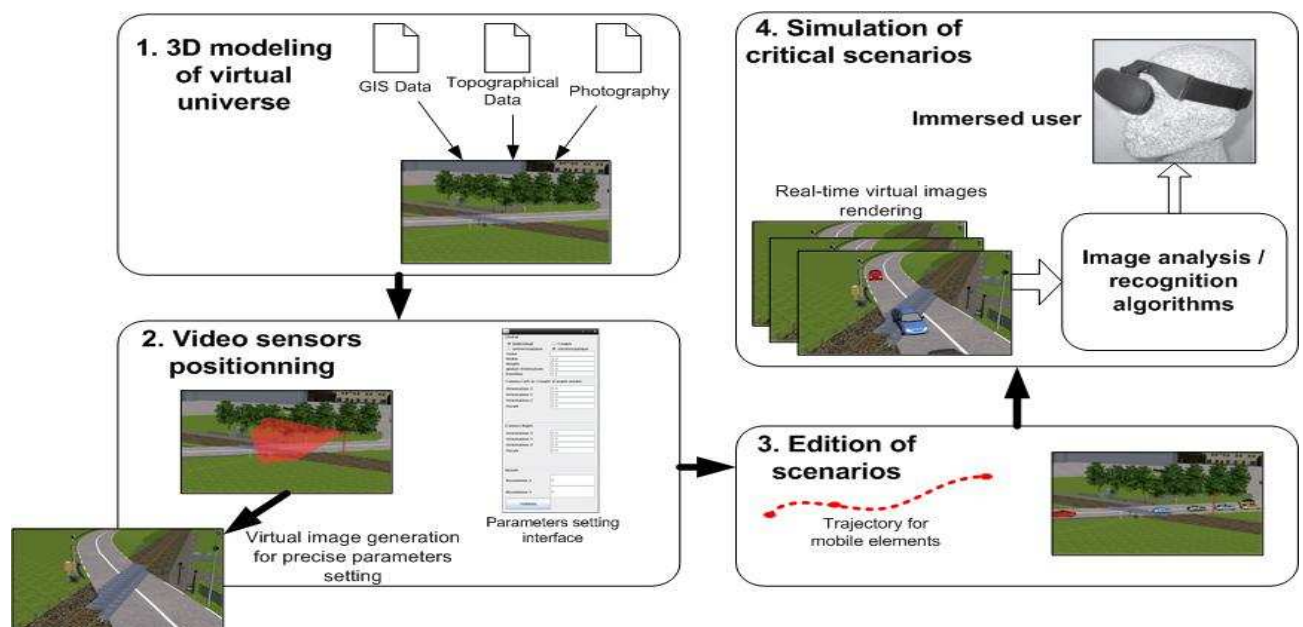 1. 3D modeling
of virtual
universe
GIS Data
Topographical
Data
Photography
2. Video sensors
positionning
Virtual image generation
for precise parameters
setting
Parameters setting
interface
3. Edition of
scenarios
Trajectory for
mobile elements
4. Simulation of
critical scenarios
Immersed user
Real-time virtual images
rendering
Image analysis /
recognition
algorithms